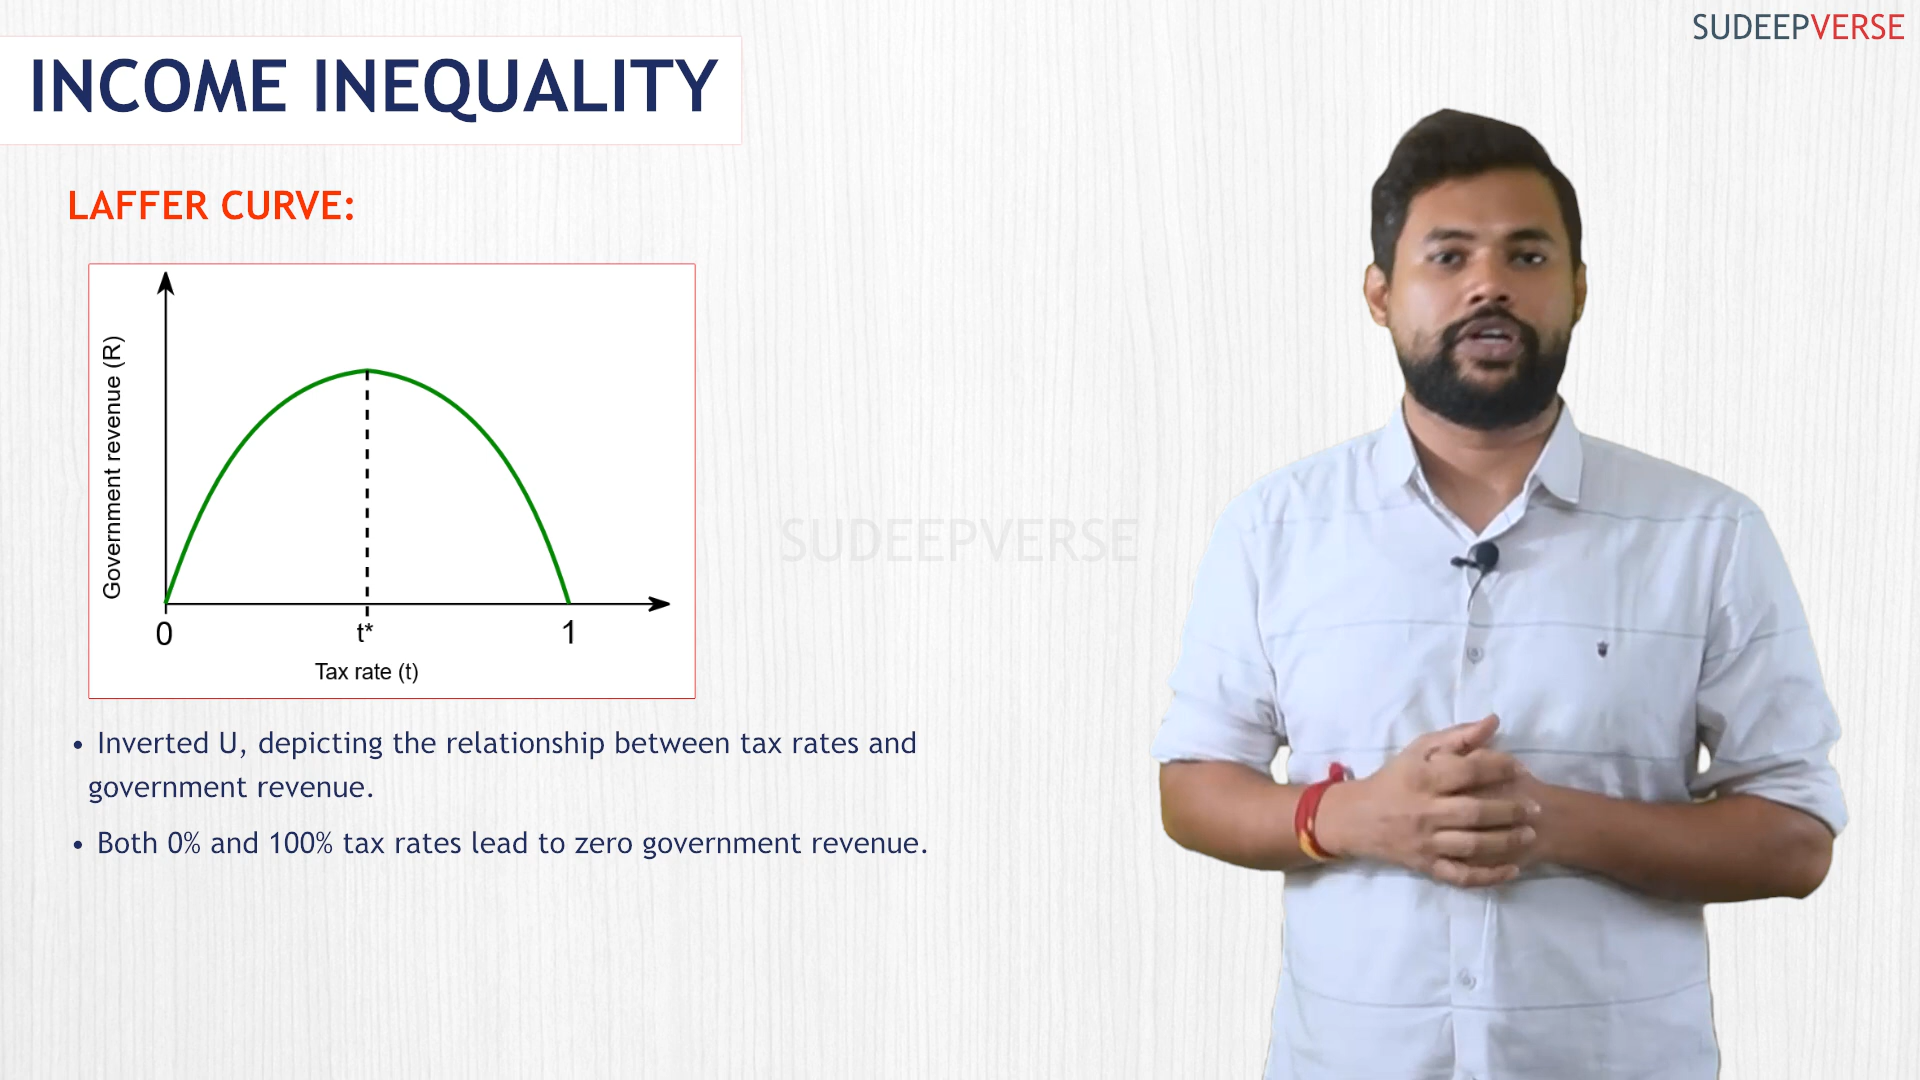 SUDEEPVERSE
INCOME INEQUALITY
LAFFER CURVE:
Government revenue (R)
0
t*
1
Tax rate (t)
SUDEEPVERSE
• Inverted U, depicting the relationship between tax rates and
government revenue.
• Both 0% and 100% tax rates lead to zero government revenue.